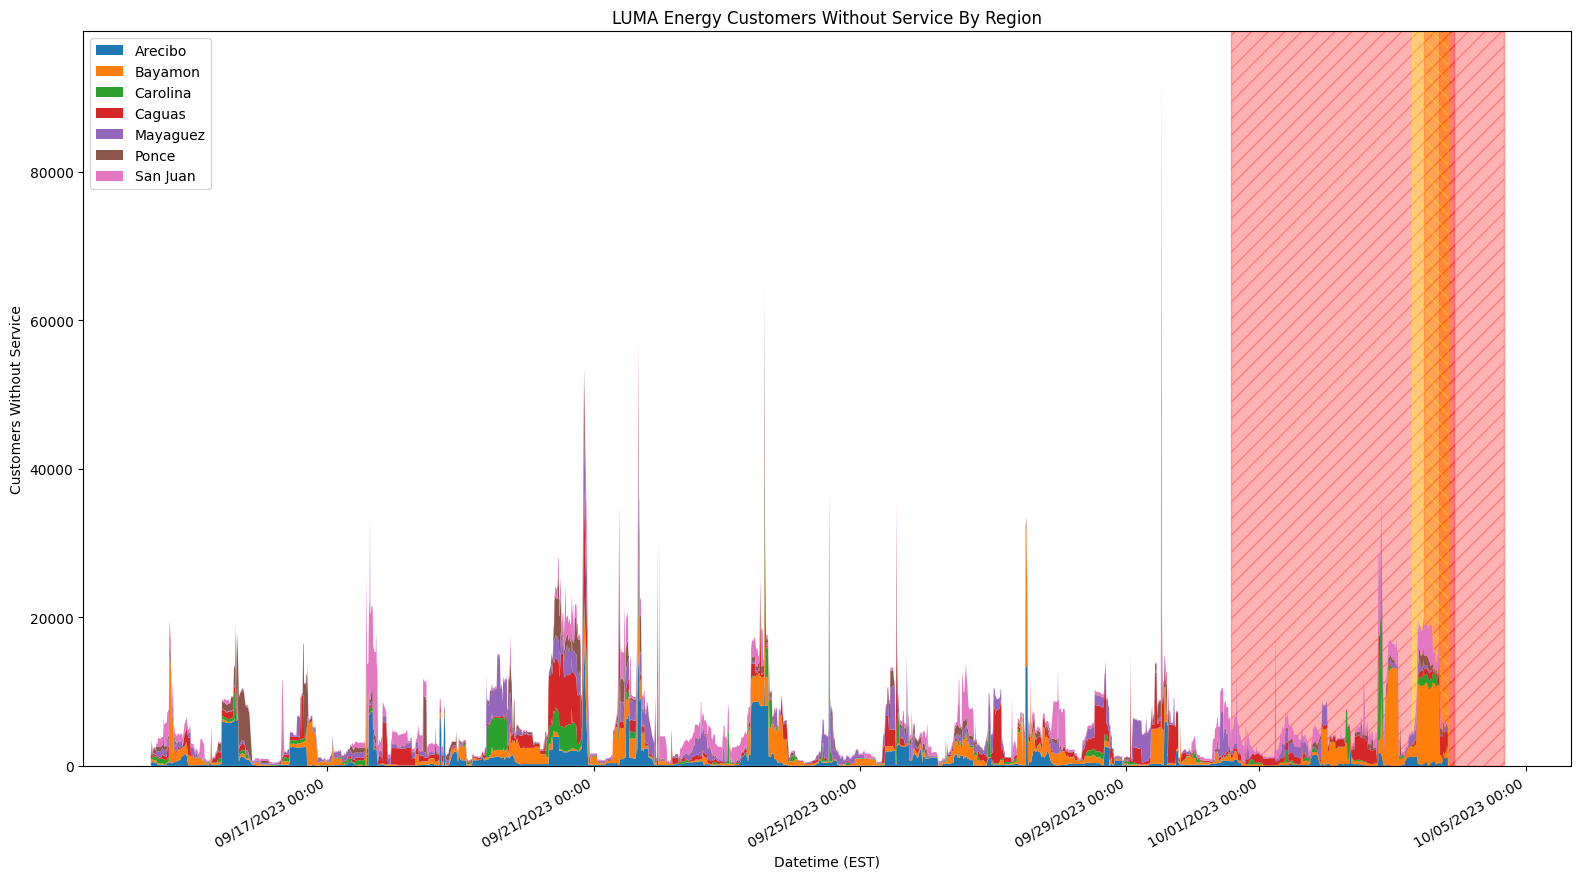 LUMA Energy Customers Without Service By Region
Arecibo
Bayamon
Carolina
Caguas
Mayaguez
Ponce
San Juan
80000
60000
40000
20000
0
Customers Without Service
09/17/2023 00:00
09/21/2023 00:00
09/25/2023 00:00
09/29/2023 00:00
10/01/2023 00:00
10/05/2023 00:00
Datetime (EST)